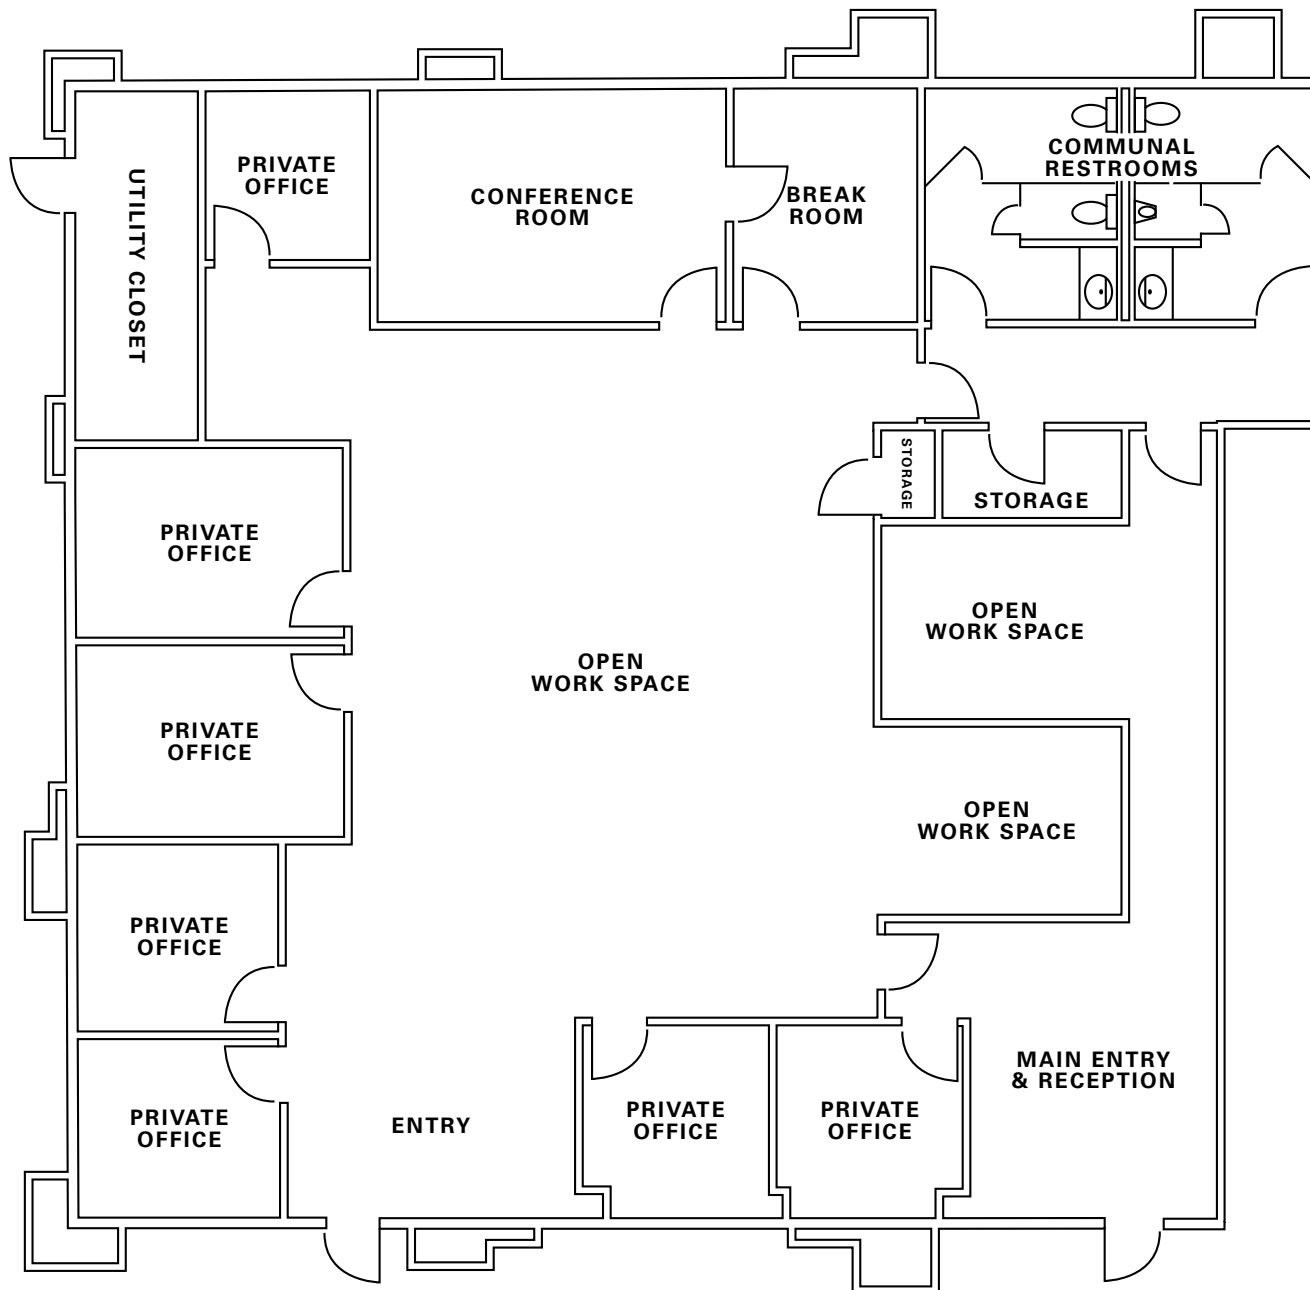 COMMUNAL
RESTROOMS
PRIVATE
OFFICE
UTILITY CLOSET
CONFERENCE
ROOM
BREAK
ROOM
STORAGE
STORAGE
PRIVATE
OFFICE
OPEN
WORK SPACE
OPEN
WORK SPACE
PRIVATE
OFFICE
OPEN
WORK SPACE
PRIVATE
OFFICE
MAIN ENTRY
& RECEPTION
PRIVATE
OFFICE
ENTRY
PRIVATE
OFFICE
PRIVATE
OFFICE